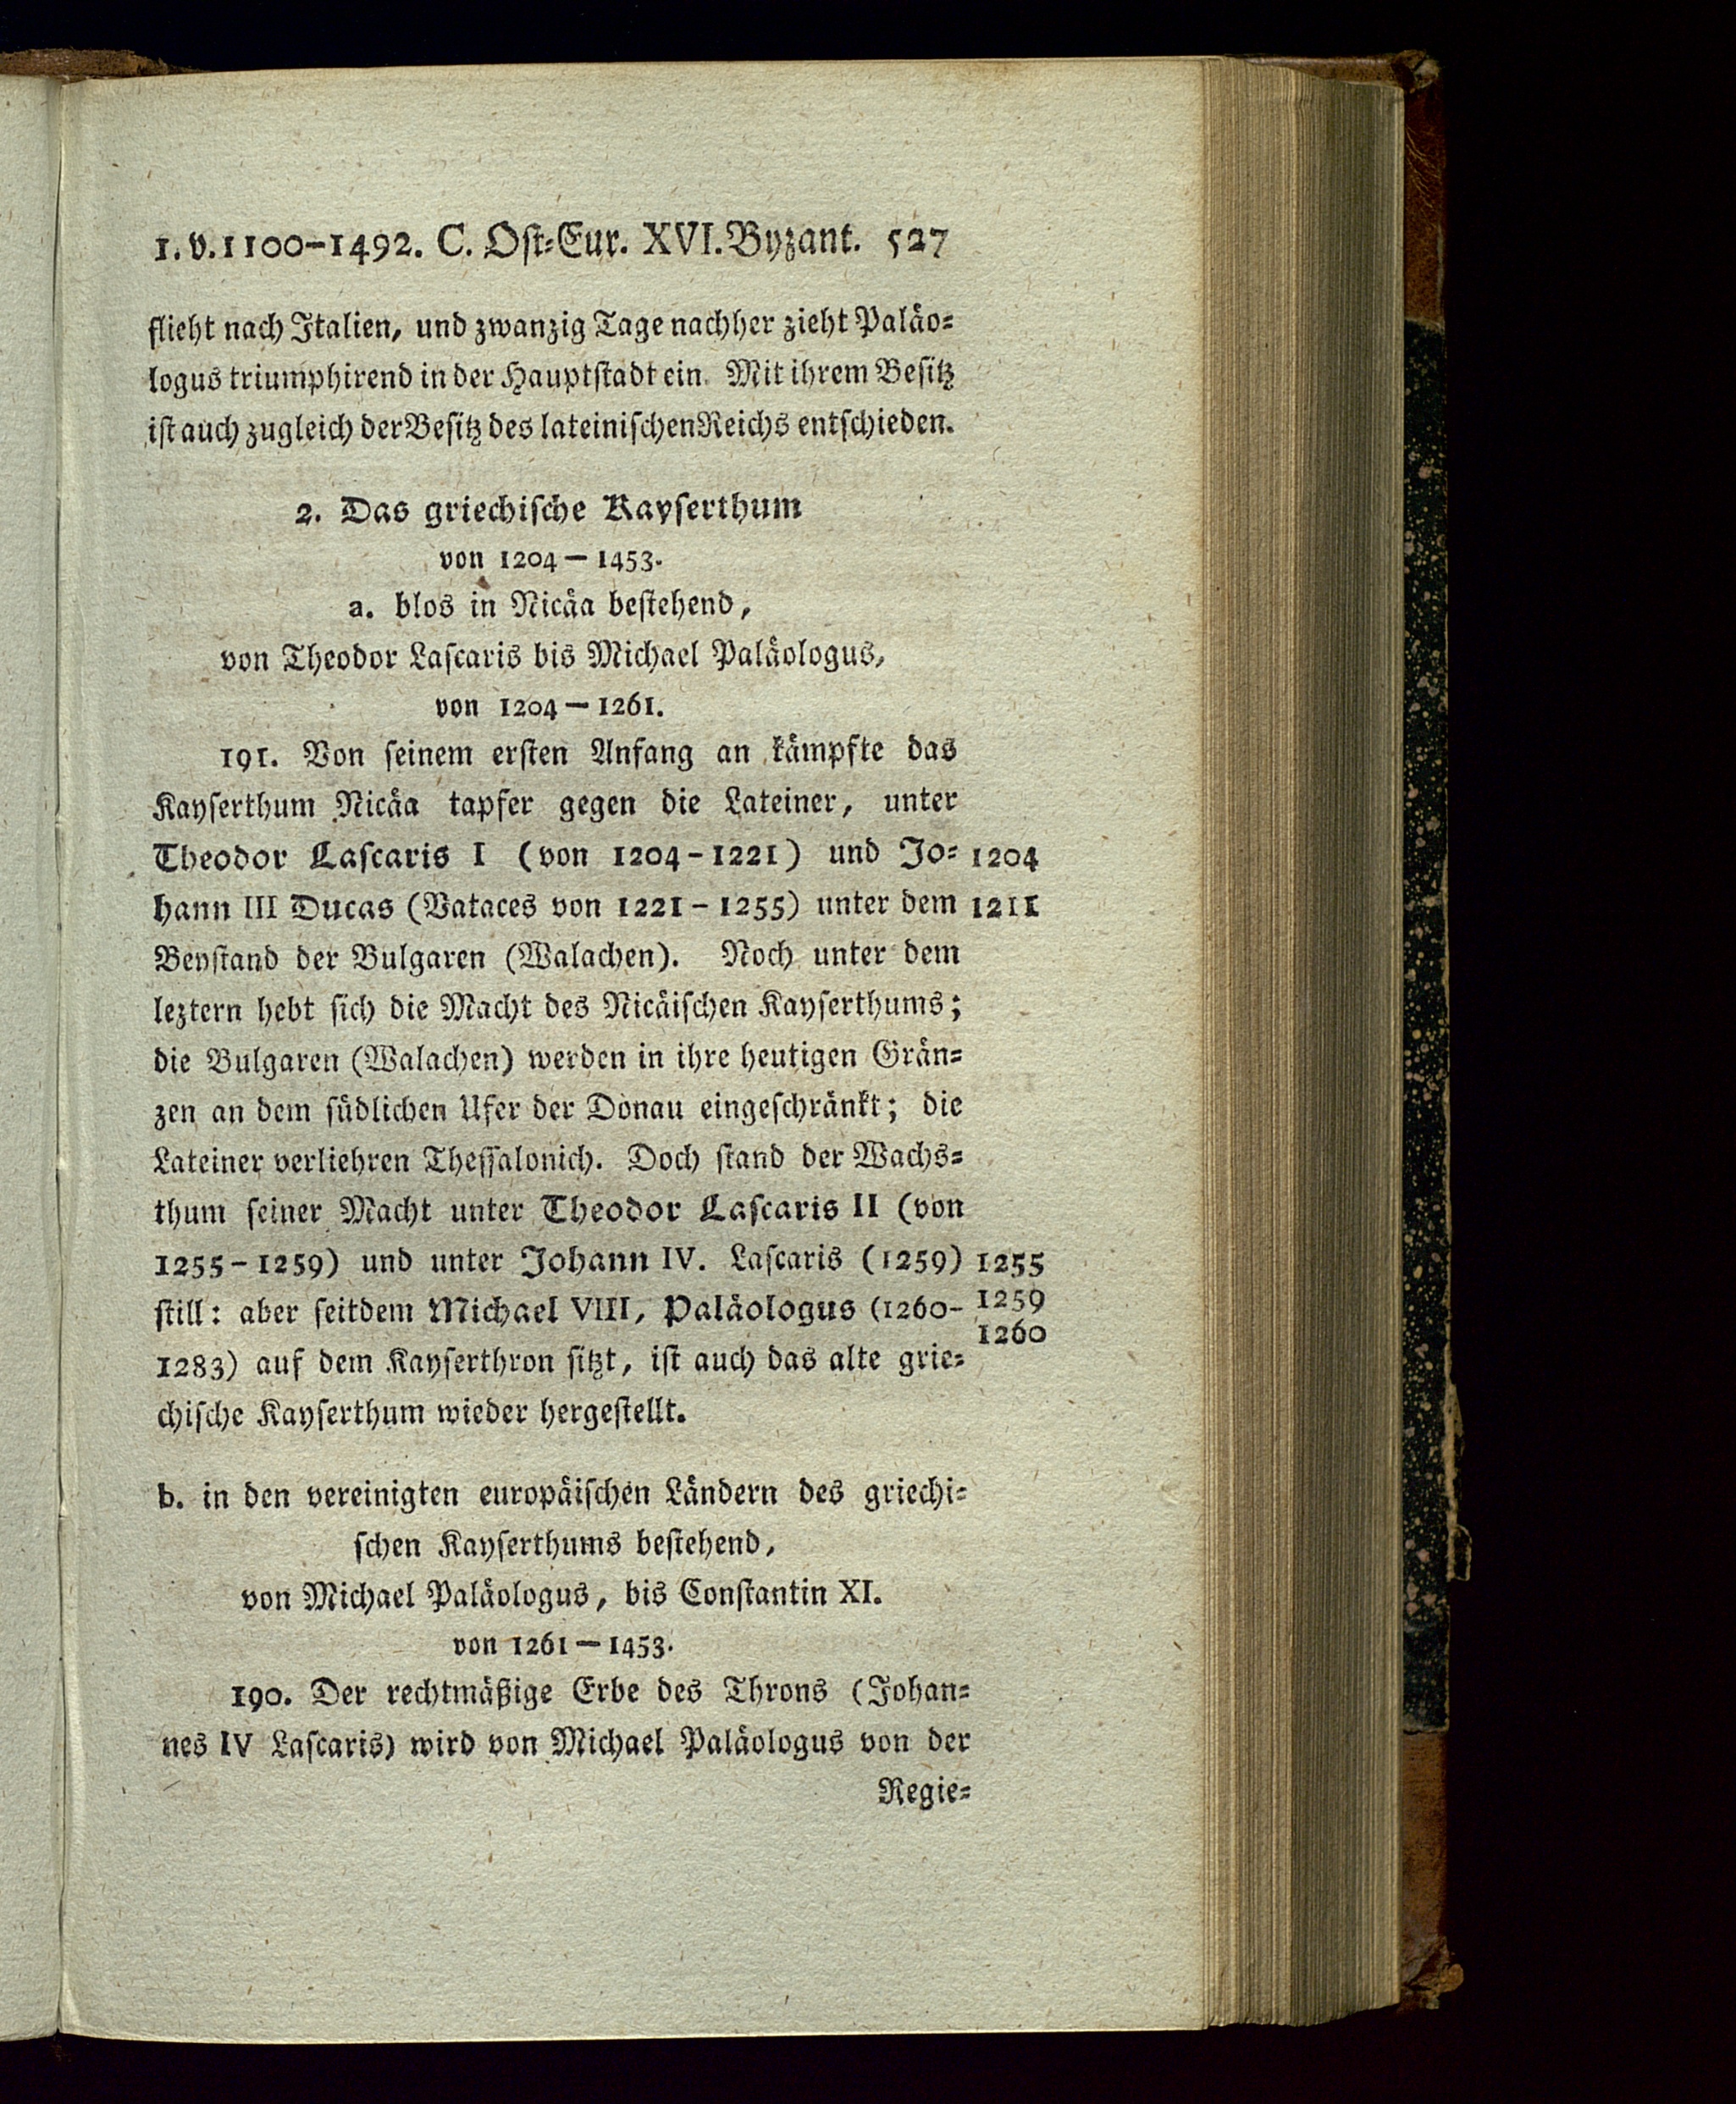 1. v. 1100-1492. C. Ost=Eur. XVI. Byzant. 527
flieht nach Italien, und zwanzig Tage nachher zieht Paläo=
logus triumphirend in der Hauptstadt ein. Mit ihrem Besitz
ist auch zugleich der Besitz des lateinischen Reichs entschieden.
2. Das griechische Kayserthum
von 1204 — 1453.
a. blos in Nicäa bestehend,
von Theodor Lascaris bis Michael Paläologus,
von 1204 — 1261.
191. Von seinem ersten Anfang an kämpfte das
Kayserthum Nicäa tapfer gegen die Lateiner, unter
Theodor Lascaris I (von 1204-1221) und Jo= 1204
hann III Ducas (Vataces von 1221-1255) unter dem 1211
Beystand der Bulgaren (Walachen). Noch unter dem
leztern hebt sich die Macht des Nicäischen Kayserthums;
die Bulgaren (Walachen) werden in ihre heutigen Grän=
zen an dem südlichen Ufer der Donau eingeschränkt; die
Lateiner verliehren Thessalonich. Doch stand der Wachs=
thum seiner Macht unter Theodor Lascaris II (von
1255-1259) und unter Johann IV. Lascaris (1259) 1255
still: aber seitdem Michael VIII, Paläologus (1260- 1259
1260
1283) auf dem Kayserthron sitzt, ist auch das alte grie=
chische Kayserthum wieder hergestellt.
b. in den vereinigten europäischen Ländern des griechi=
schen Kayserthums bestehend,
von Michael Paläologus, bis Constantin XI.
von 1261 — 1453.
190. Der rechtmäßige Erbe des Throns (Johan=
nes IV Lascaris) wird von Michael Paläologus von der
Regie=